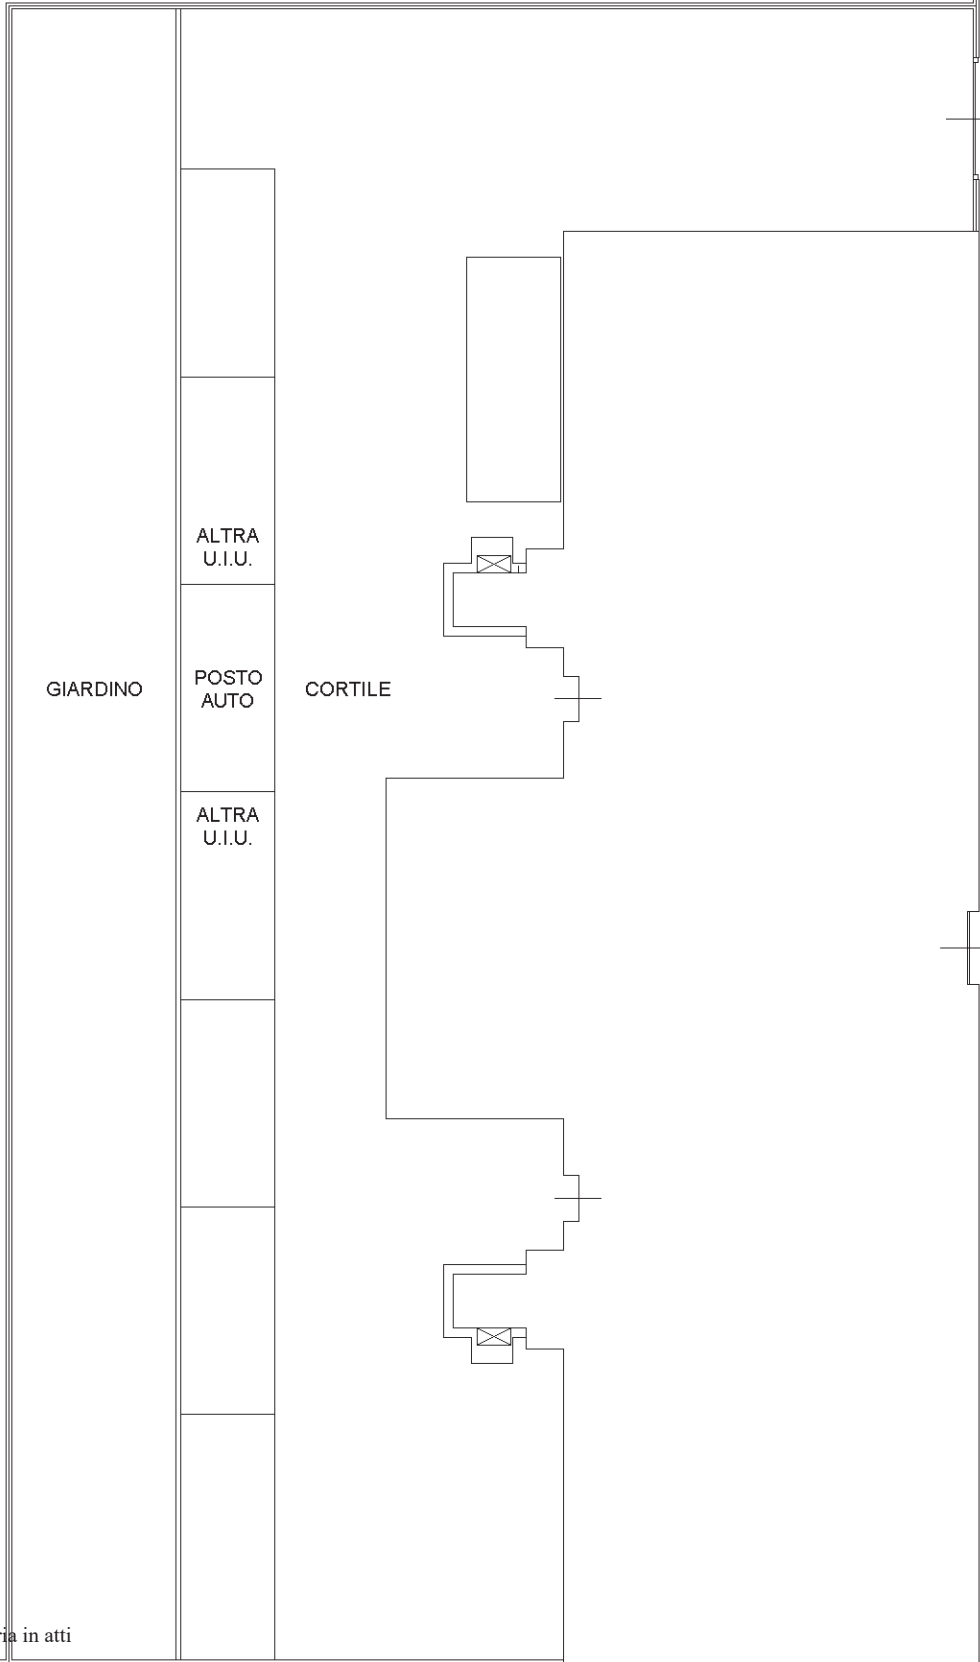 ALTRA
U.I.U.
GIARDINO
POSTO
AUTO
CORTILE
ALTRA
U.I.U.
in atti